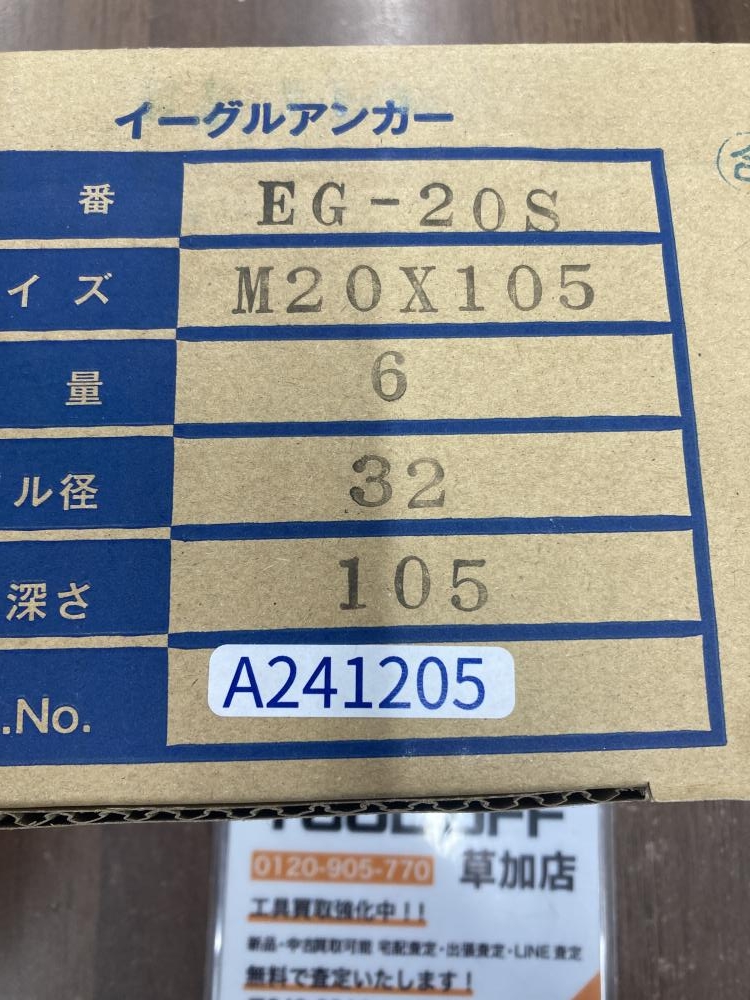 イーグルアンカー
番 EG-20S
イズ M20X105
量 6
ル径 32
深さ 105
.No. A241205
合
TOOL OFF
0120-905-770 草加店
工具買取強化中!!
新品・中古買取可能 宅配査定・出張査定・LINE査定
無料で査定いたします!